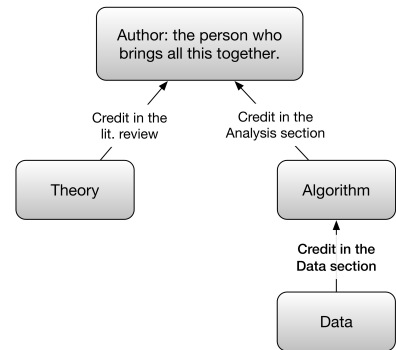 Author: the person who
brings all this together.
Credit in the
lit. review
Credit in the
Analysis section
Theory
Algorithm
Credit in the
Data section
Data